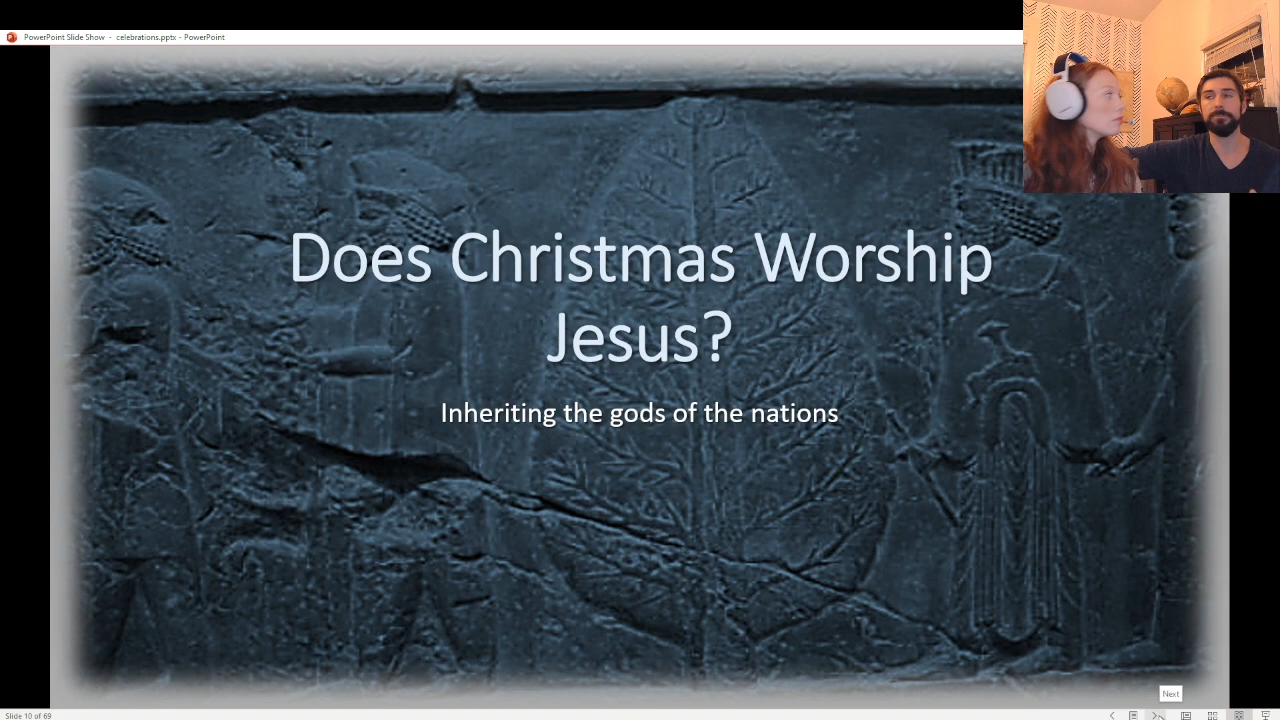 PowerPoint Slide Show - celebrations.pptx - PowerPoint
Does Christmas Worship
Jesus?
Inheriting the gods of the nations
Next
Slide 10 of 69